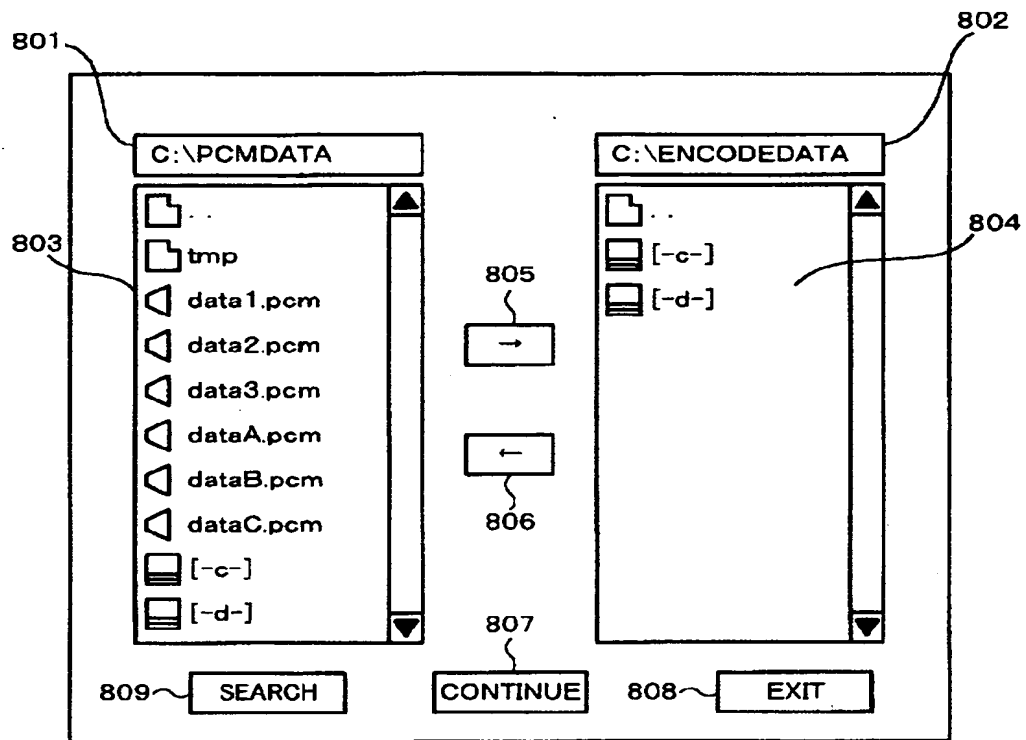 801
802
C:\PCMDATA
C:\ENCODEDATA
803
..
tmp
data1.pcm
data2.pcm
data3.pcm
dataA.pcm
dataB.pcm
dataC.pcm
[-c-]
[-d-]
805
→
←
806
804
..
[-c-]
[-d-]
809
SEARCH
807
CONTINUE
808
EXIT